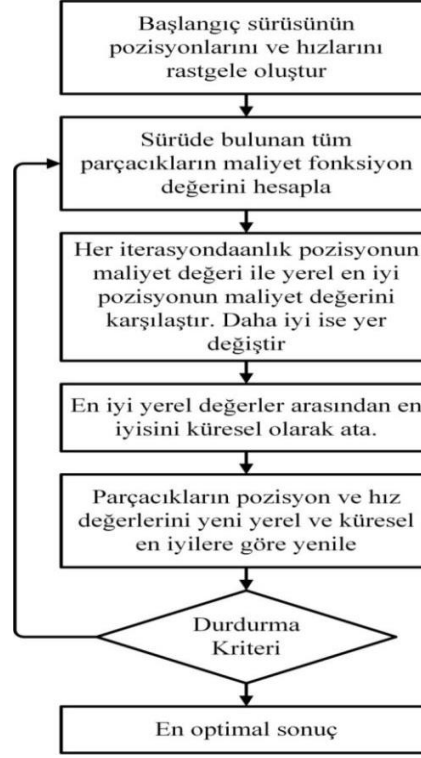 Başlangıç sürüsünün
pozisyonlarını ve hızlarını
rastgele oluştur
Sürüde bulunan tüm
parçacıkların maliyet fonksiyon
değerini hesapla
Her iterasyondaanlık pozisyonun
maliyet değeri ile yerel en iyi
pozisyonun maliyet değerini
karşılaştır. Daha iyi ise yer
değiştir
En iyi yerel değerler arasından en
iyisini küresel olarak ata.
Parçacıkların pozisyon ve hız
değerlerini yeni yerel ve küresel
en iyilere göre yenile
Durdurma
Kriteri
En optimal sonuç